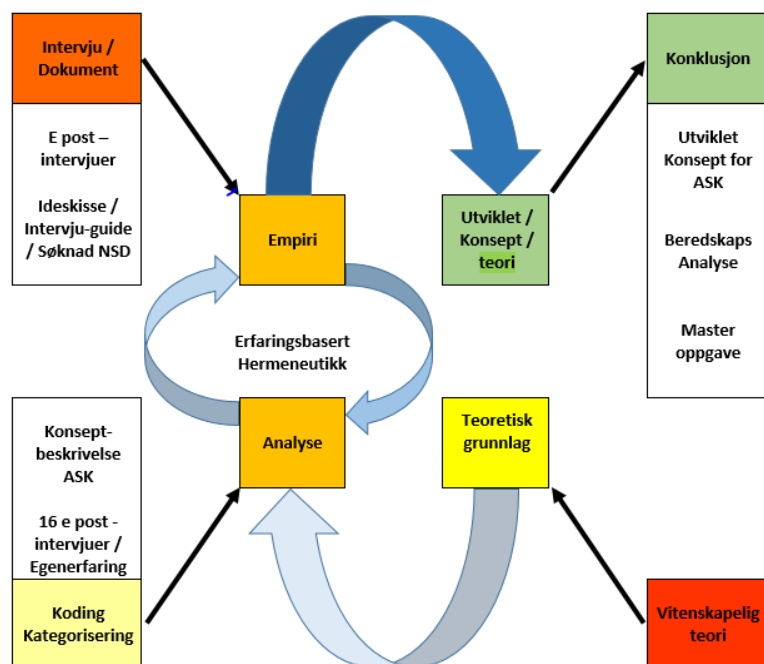 Intervju /
Dokument
E post –
intervjuer
Ideskisse /
Intervju-guide
/ Søknad NSD
Empiri
Utviklet /
Konsept /
teori
Konklusjon
Utviklet
Konsept for
ASK
Beredskaps
Analyse
Master
oppgave
Erfaringsbasert
Hermeneutikk
Konsept-
beskrivelse
ASK
16 e post -
intervjuer /
Egenerfaring
Koding
Kategorisering
Analyse
Teoretisk
grunnlag
Vitenskapelig
teori